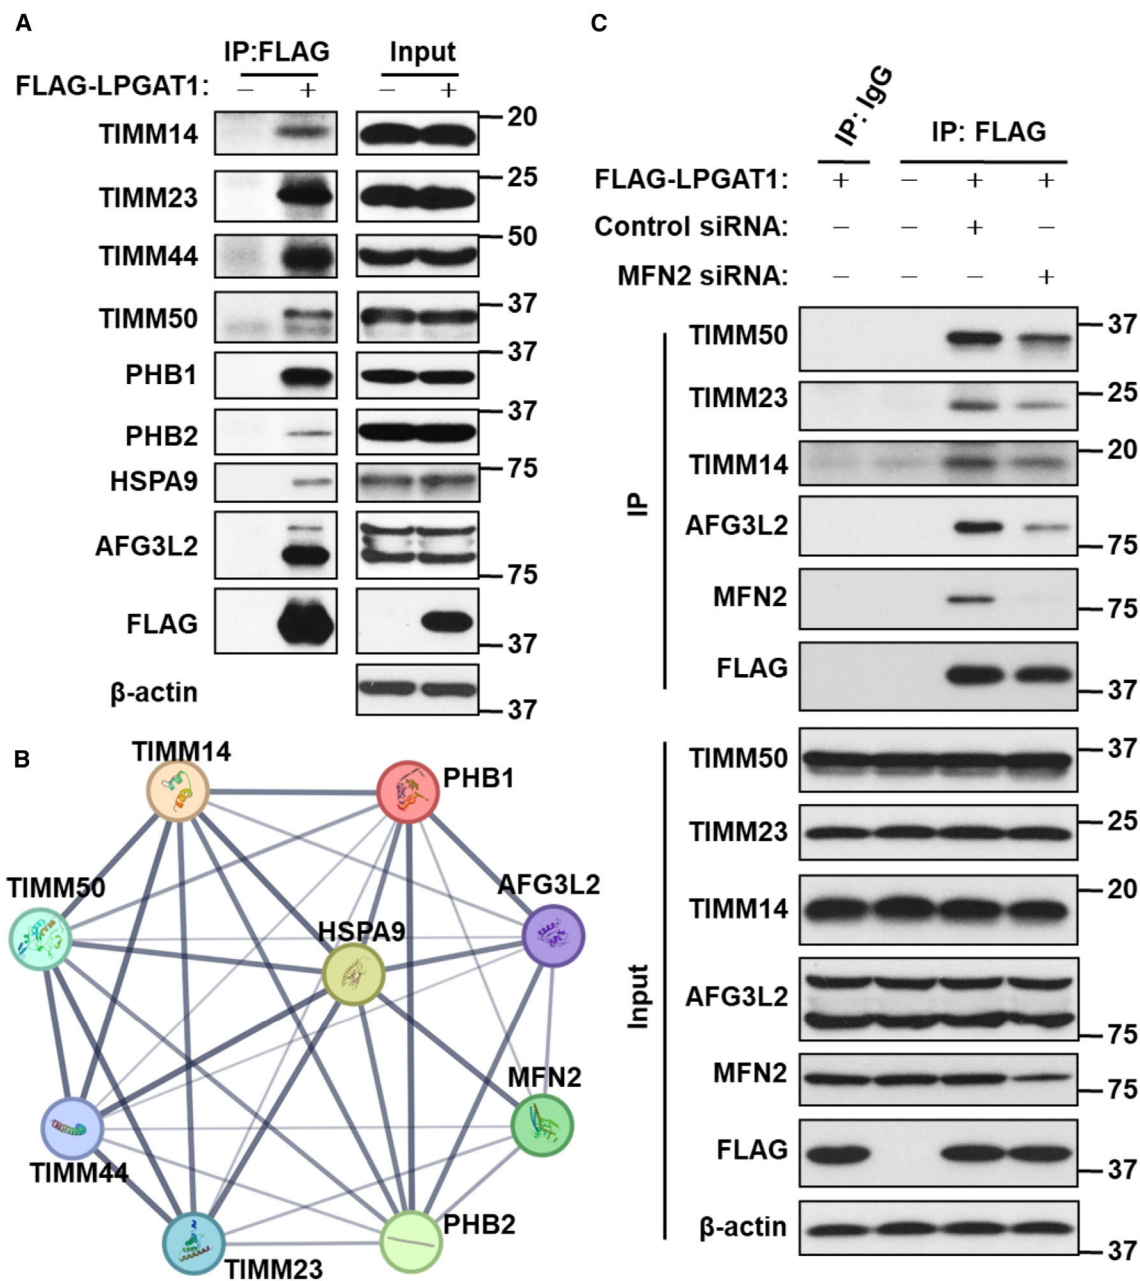 A
IP:FLAG Input
FLAG-LPGAT1: − + − +
TIMM14 20
TIMM23 25
TIMM44 50
TIMM50 37
PHB1 37
PHB2 37
HSPA9 75
AFG3L2 75
FLAG 37
β-actin 37
B
TIMM14
PHB1
TIMM50
AFG3L2
HSPA9
MFN2
TIMM44
PHB2
TIMM23
C
IP: IgG
IP: FLAG
FLAG-LPGAT1: + − + +
Control siRNA: − − + −
MFN2 siRNA: − − − +
IP
TIMM50 37
TIMM23 25
TIMM14 20
AFG3L2 75
MFN2 75
FLAG 37
Input
TIMM50 37
TIMM23 25
TIMM14 20
AFG3L2 75
MFN2 75
FLAG 37
β-actin 37